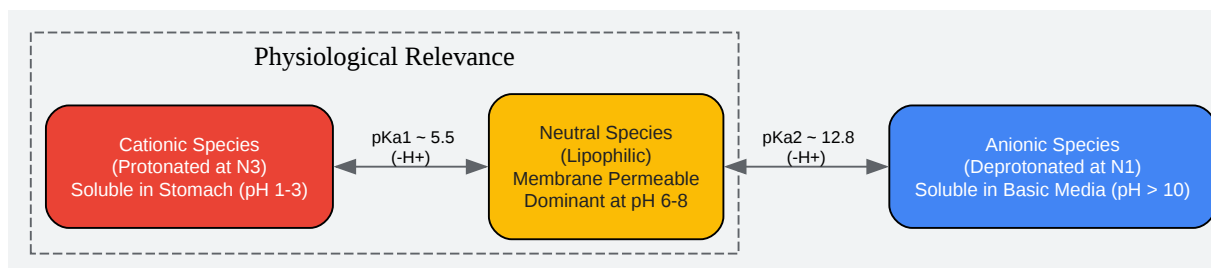 Physiological Relevance
Cationic Species
(Protonated at N3)
Soluble in Stomach (pH 1-3)
pKa1 ~ 5.5
(-H+)
Neutral Species
(Lipophilic)
Membrane Permeable
Dominant at pH 6-8
pKa2 ~ 12.8
(-H+)
Anionic Species
(Deprotonated at N1)
Soluble in Basic Media (pH > 10)